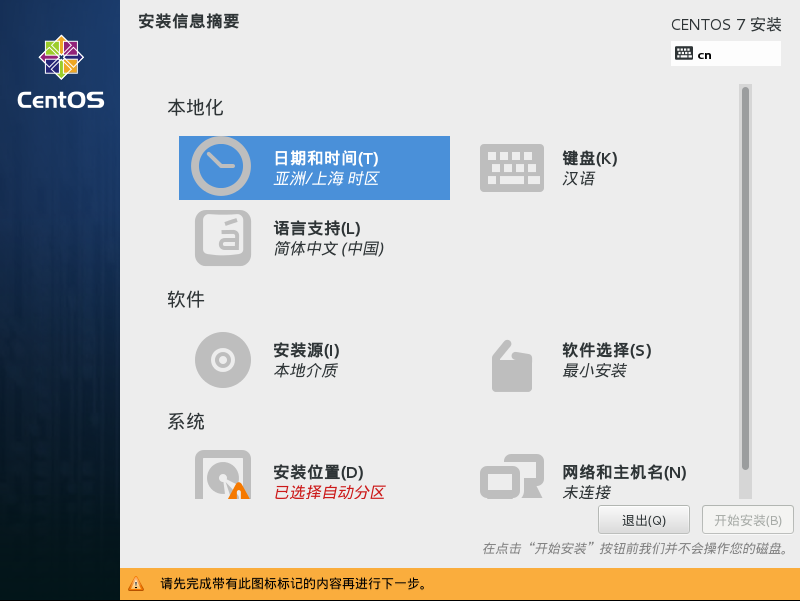 安装信息摘要
CENTOS 7 安装
cn
CentOS
本地化
日期和时间(T)
亚洲/上海 时区
键盘(K)
汉语
语言支持(L)
简体中文 (中国)
软件
安装源(I)
本地介质
软件选择(S)
最小安装
系统
安装位置(D)
已选择自动分区
网络和主机名(N)
未连接
退出(Q)
开始安装(B)
在点击“开始安装”按钮前我们并不会操作您的磁盘。
请先完成带有此图标标记的内容再进行下一步。